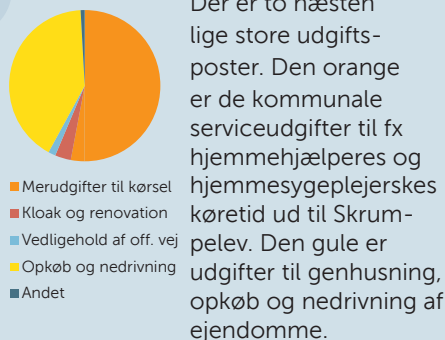 Der er to næsten
lige store udgifts-
poster. Den orange
er de kommunale
serviceudgifter til fx
hjemmehjælperes og
hjemmesygeplejerskes
køretid ud til Skrum-
pelev. Den gule er
udgifter til genhusning,
opkøb og nedrivning af
ejendomme.
Merudgifter til kørsel
Kloak og renovation
Vedligehold af off. vej
Opkøb og nedrivning
Andet